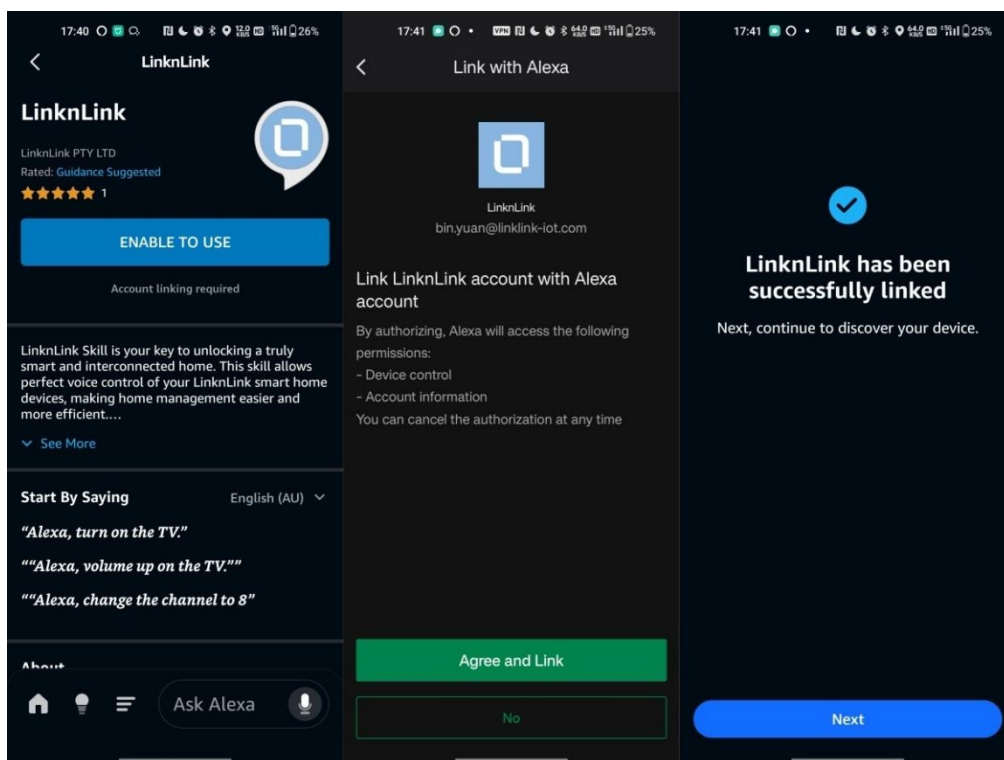 17:40 26%
LinknLink
LinknLink
LinknLink PTY LTD
Rated: Guidance Suggested
1
ENABLE TO USE
Account linking required
LinknLink Skill is your key to unlocking a truly
smart and interconnected home. This skill allows
perfect voice control of your LinknLink smart home
devices, making home management easier and
more efficient....
See More
Start By Saying English (AU)
“Alexa, turn on the TV.”
““Alexa, volume up on the TV.””
““Alexa, change the channel to 8”
About
Ask Alexa
17:41 VPN 25%
Link with Alexa
LinknLink
bin.yuan@linklink-iot.com
Link LinknLink account with Alexa
account
By authorizing, Alexa will access the following
permissions:
- Device control
- Account information
You can cancel the authorization at any time
Agree and Link
No
17:41 25%
LinknLink has been
successfully linked
Next, continue to discover your device.
Next